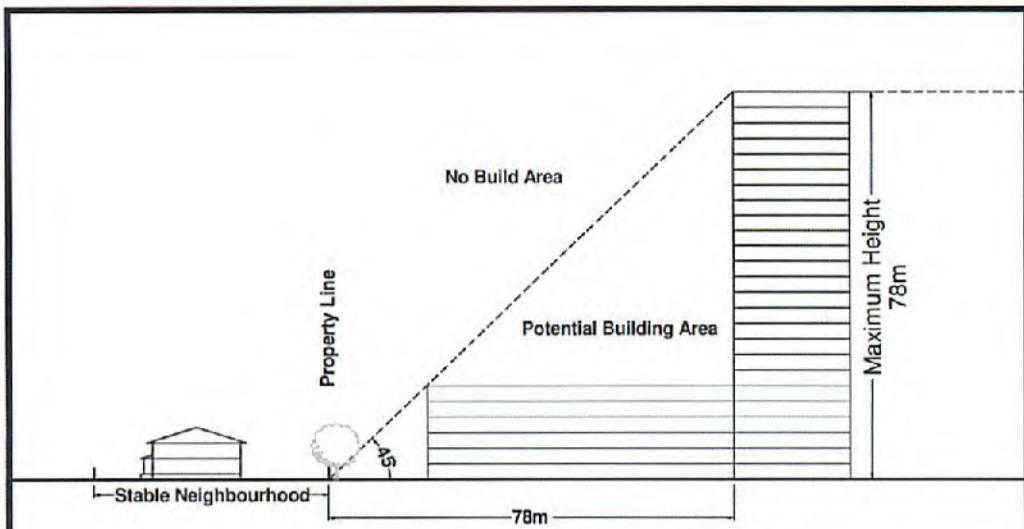 No Build Area
Property Line
Potential Building Area
Maximum Height
78m
45
Stable Neighbourhood
78m